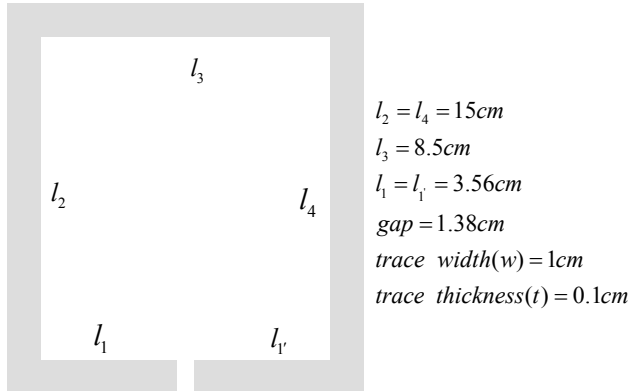 l₃
l₂ = l₄ = 15cm
l₃ = 8.5cm
l₂
l₄
l₁ = l₁' = 3.56cm
gap = 1.38cm
trace width(w) = 1cm
trace thickness(t) = 0.1cm
l₁
l₁'